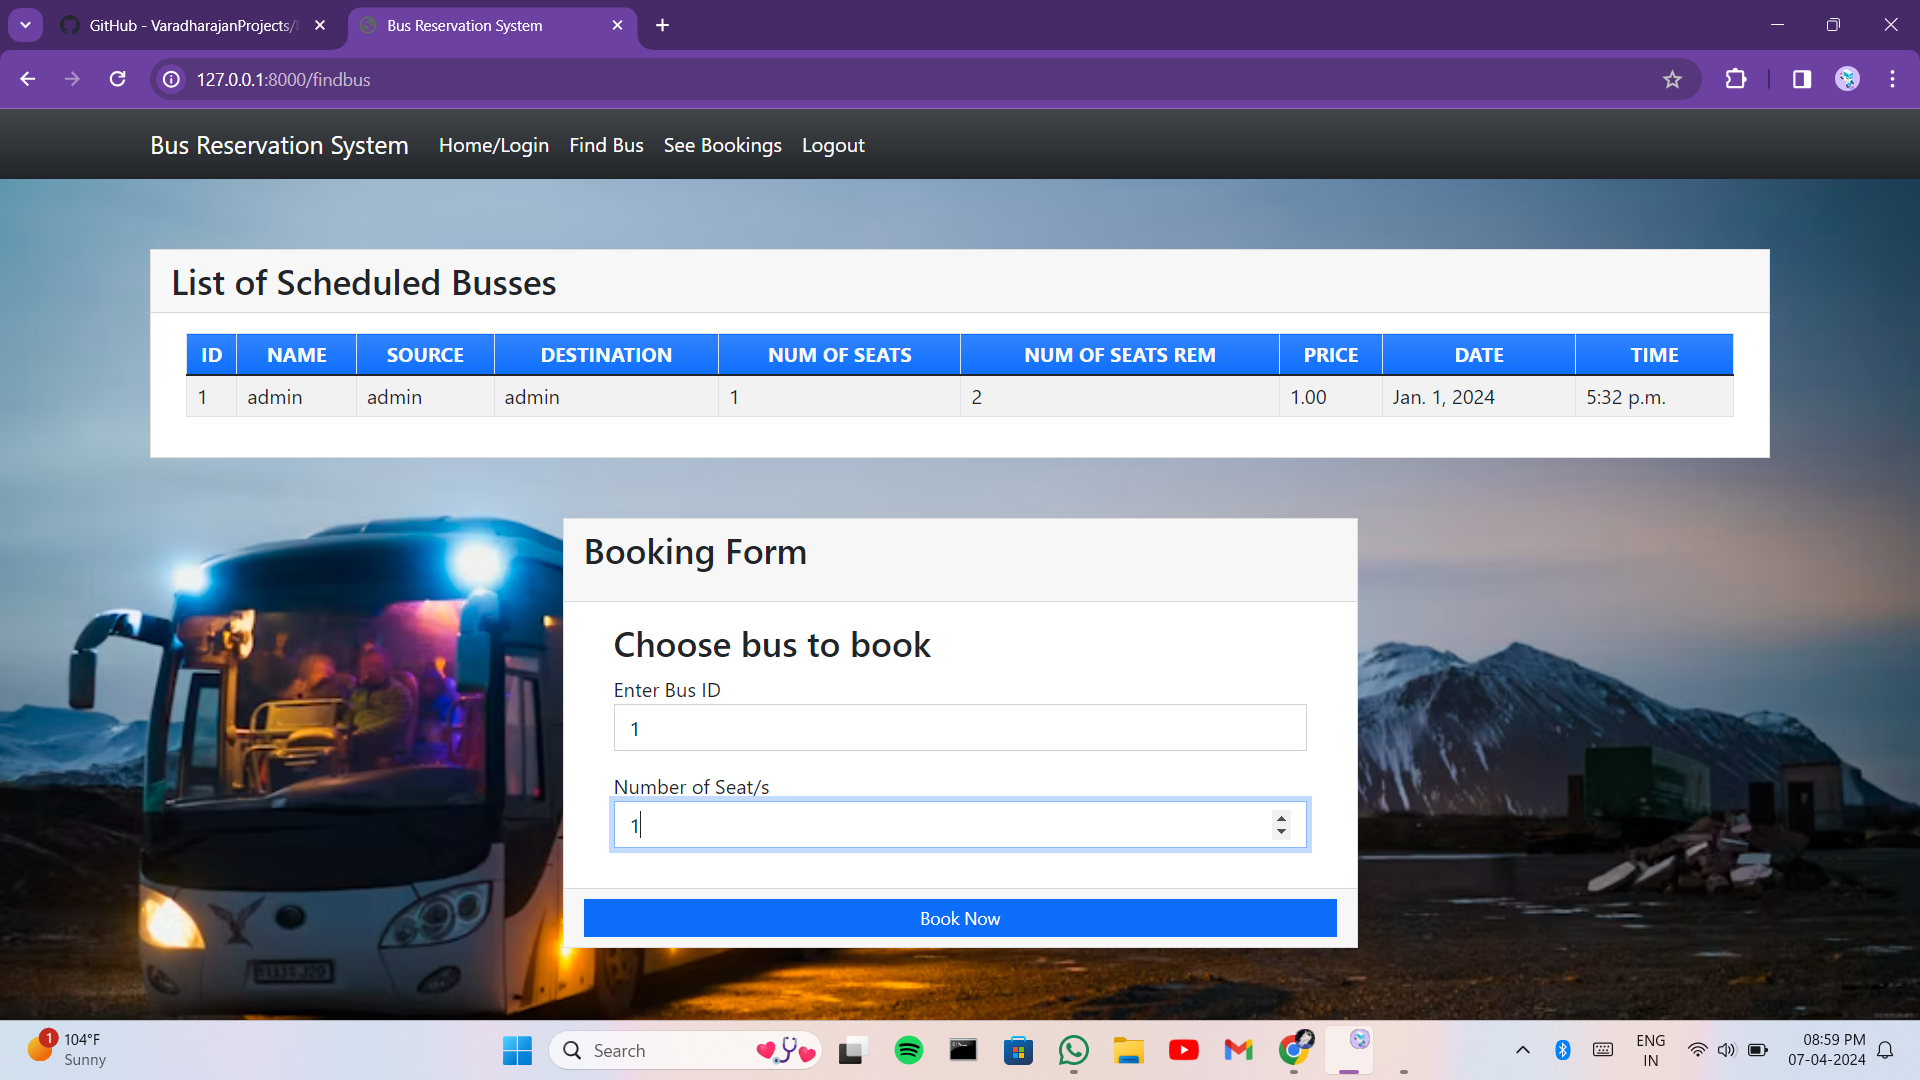 GitHub - VaradharajanProjects/
Bus Reservation System
127.0.0.1:8000/findbus
Bus Reservation System Home/Login Find Bus See Bookings Logout
List of Scheduled Busses
ID NAME SOURCE DESTINATION NUM OF SEATS NUM OF SEATS REM PRICE DATE TIME
1 admin admin admin 1 2 1.00 Jan. 1, 2024 5:32 p.m.
Booking Form
Choose bus to book
Enter Bus ID
1
Number of Seat/s
1
Book Now
1
104°F
Sunny
Search
ENG
IN
08:59 PM
07-04-2024